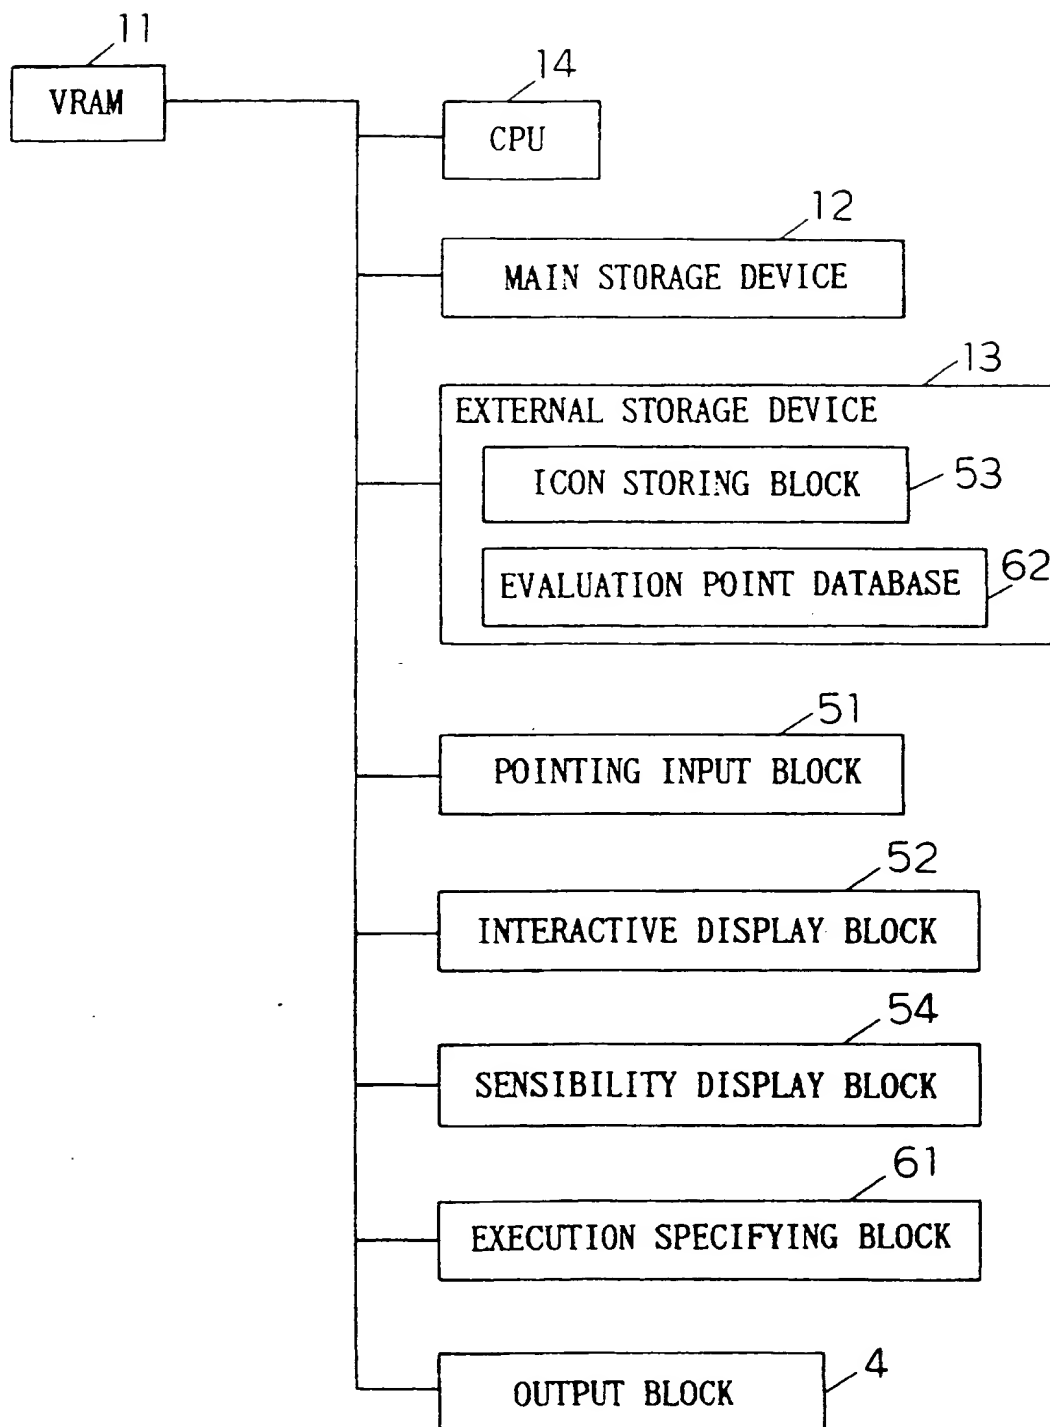 11
VRAM
14
CPU
12
MAIN STORAGE DEVICE
13
EXTERNAL STORAGE DEVICE
ICON STORING BLOCK
53
EVALUATION POINT DATABASE
62
51
POINTING INPUT BLOCK
52
INTERACTIVE DISPLAY BLOCK
54
SENSIBILITY DISPLAY BLOCK
61
EXECUTION SPECIFYING BLOCK
OUTPUT BLOCK
4